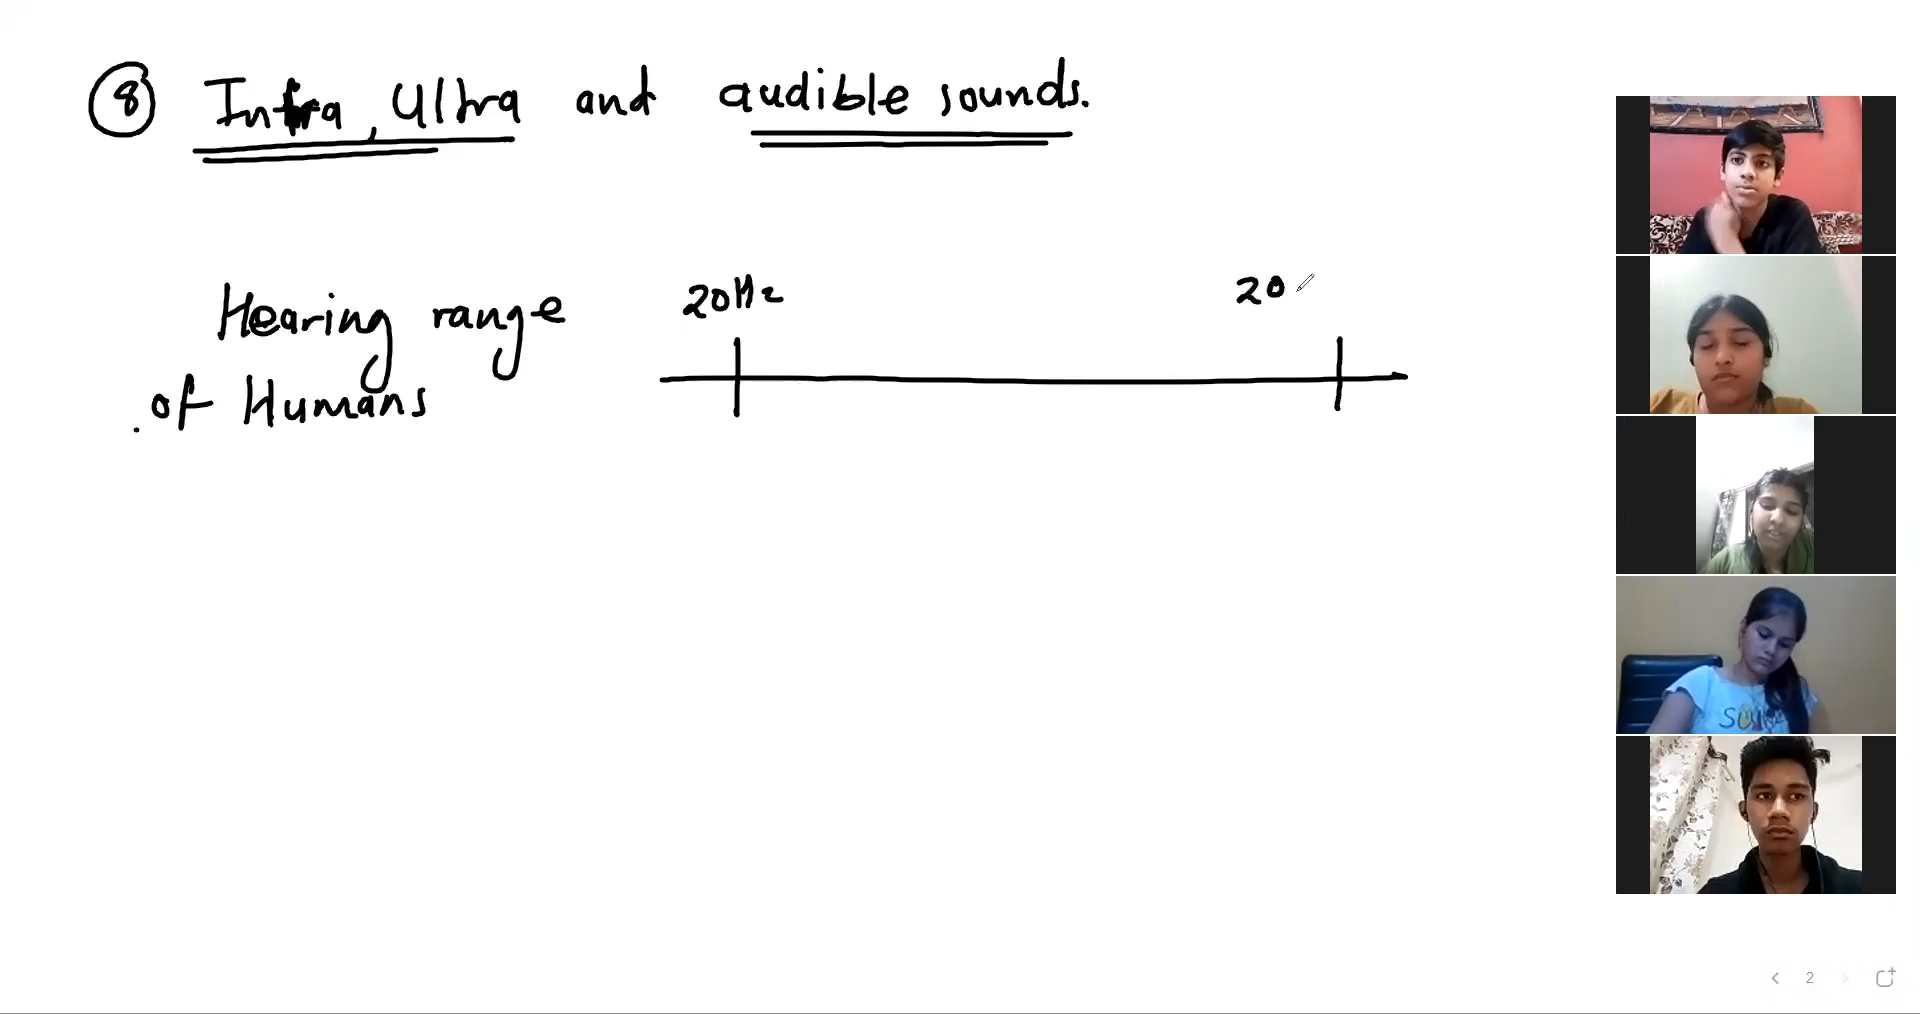 8 Infra, Ultra and audible sounds.
Hearing range
of Humans
20Hz
20
2